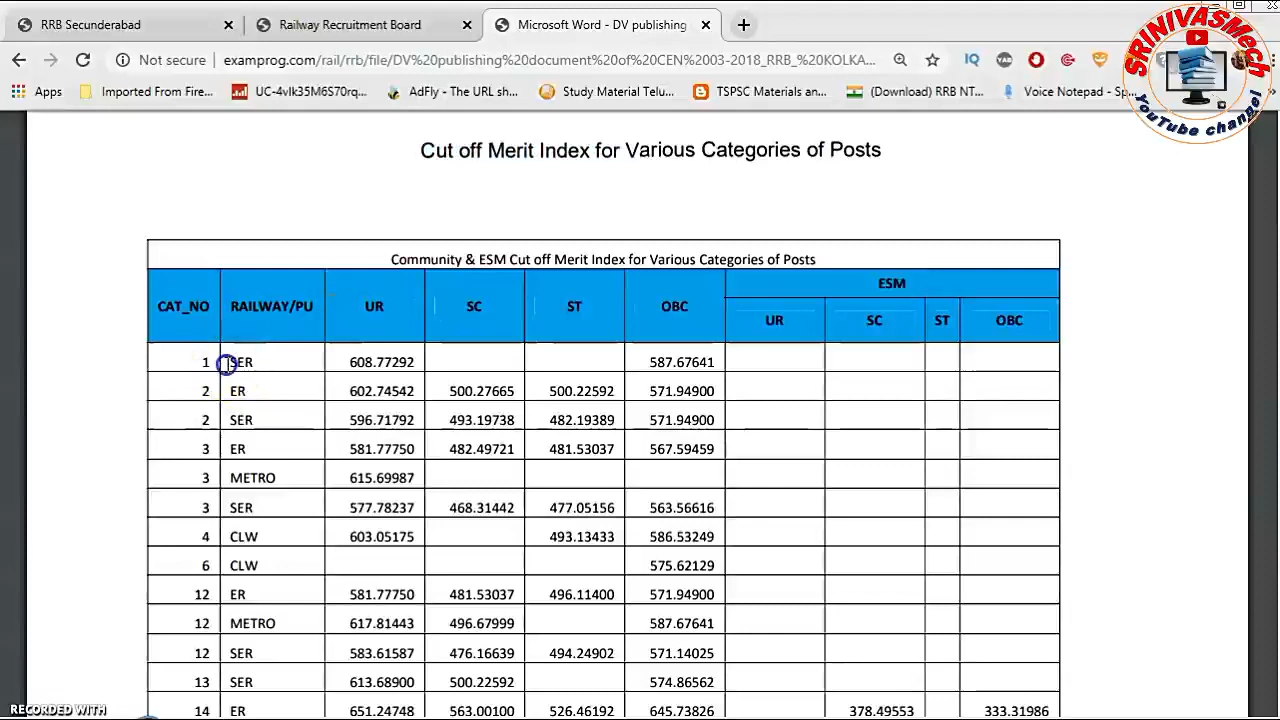 RRB Secunderabad
Railway Recruitment Board
Microsoft Word - DV publishing
Not secure | examprog.com/rail/rrb/file/DV%20publishing%20document%20of%20CEN%2003-2018_RRB_%20KOLKA...
Apps Imported From Fire... UC-4vlk35M6S70rq... AdFly - The URL sh... Study Material Telu... TSPSC Materials an... (Download) RRB NT... Voice Notepad - Sp...
SRINIVASMech
YouTube channel
Cut off Merit Index for Various Categories of Posts
Community & ESM Cut off Merit Index for Various Categories of Posts
CAT_NO RAILWAY/PU UR SC ST OBC ESM
UR SC ST OBC
1 SER 608.77292 587.67641
2 ER 602.74542 500.27665 500.22592 571.94900
2 SER 596.71792 493.19738 482.19389 571.94900
3 ER 581.77750 482.49721 481.53037 567.59459
3 METRO 615.69987
3 SER 577.78237 468.31442 477.05156 563.56616
4 CLW 603.05175 493.13433 586.53249
6 CLW 575.62129
12 ER 581.77750 481.53037 496.11400 571.94900
12 METRO 617.81443 496.67999 587.67641
12 SER 583.61587 476.16639 494.24902 571.14025
13 SER 613.68900 500.22592 574.86562
14 ER 651.24748 563.00100 526.46192 645.73826 378.49553 333.31986
RECORDED WITH